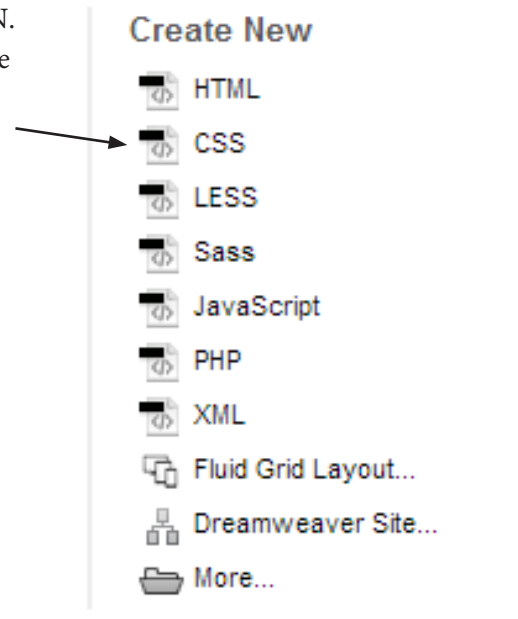 N.
e
Create New
HTML
CSS
LESS
Sass
JavaScript
PHP
XML
Fluid Grid Layout...
Dreamweaver Site...
More...